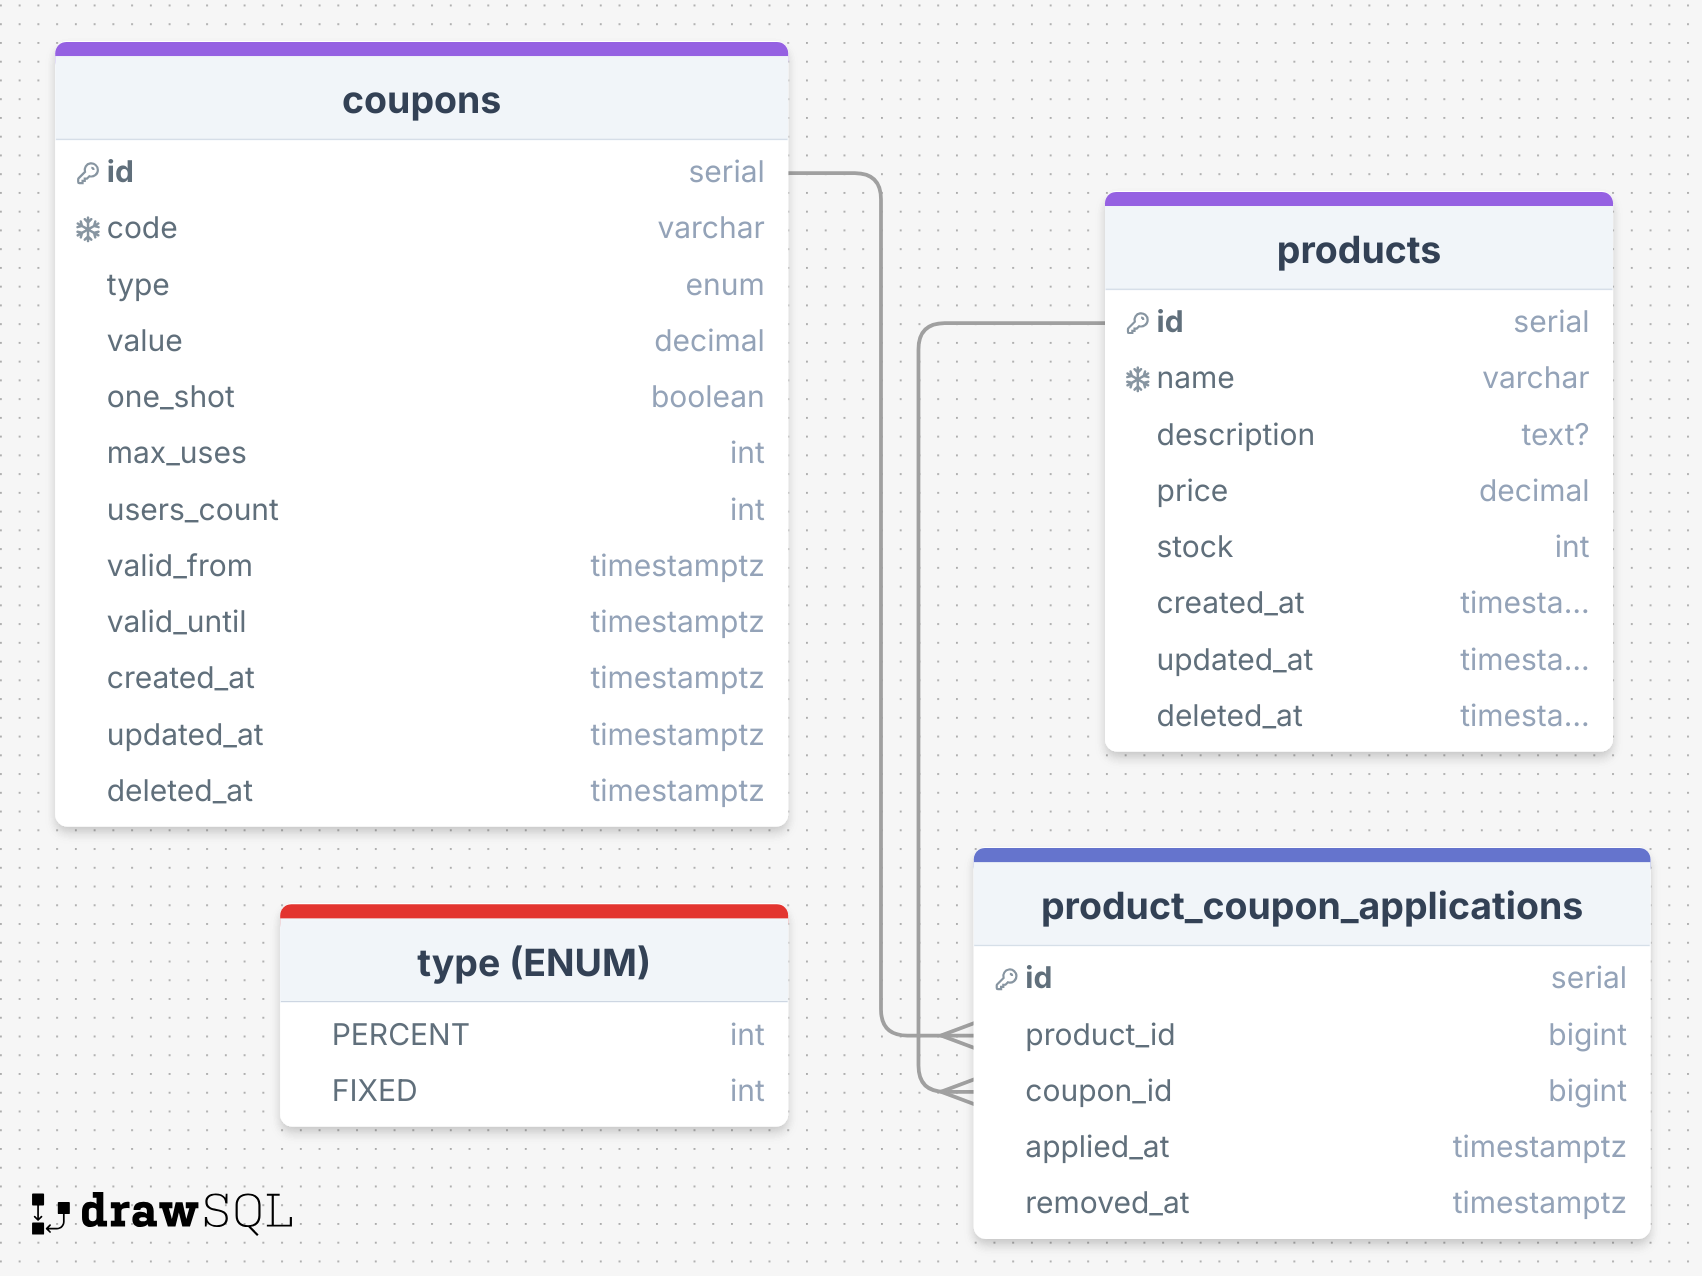 coupons
id serial
code varchar
type enum
value decimal
one_shot boolean
max_uses int
users_count int
valid_from timestamptz
valid_until timestamptz
created_at timestamptz
updated_at timestamptz
deleted_at timestamptz
products
id serial
name varchar
description text?
price decimal
stock int
created_at timesta...
updated_at timesta...
deleted_at timesta...
type (ENUM)
PERCENT int
FIXED int
product_coupon_applications
id serial
product_id bigint
coupon_id bigint
applied_at timestamptz
removed_at timestamptz
drawSQL